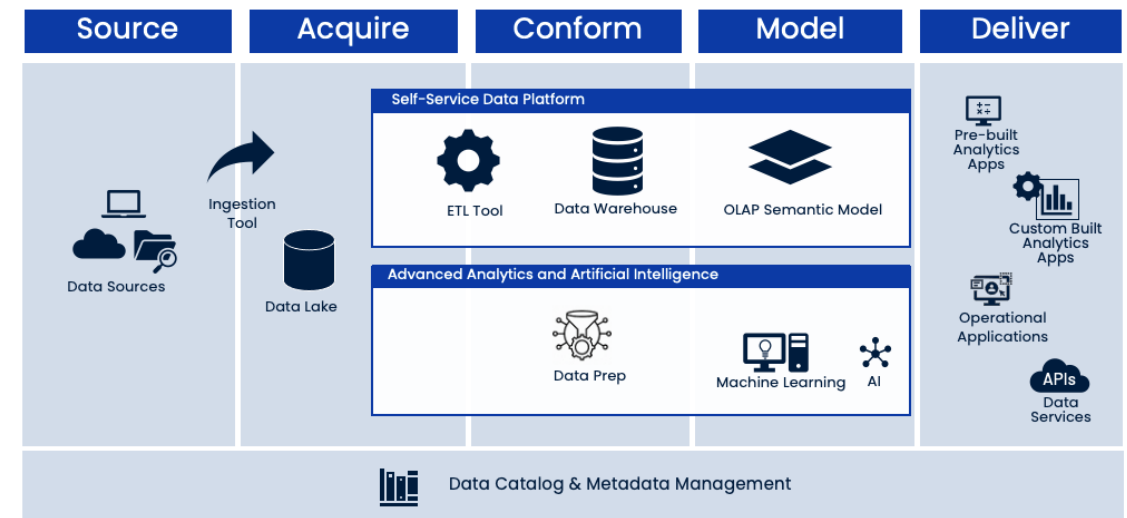 Source
Acquire
Conform
Model
Deliver
Self-Service Data Platform
ETL Tool
Data Warehouse
OLAP Semantic Model
Advanced Analytics and Artificial Intelligence
Data Prep
Machine Learning
AI
Data Sources
Ingestion
Tool
Data Lake
Pre-built
Analytics
Apps
Custom Built
Analytics
Apps
Operational
Applications
APIs
Data
Services
Data Catalog & Metadata Management